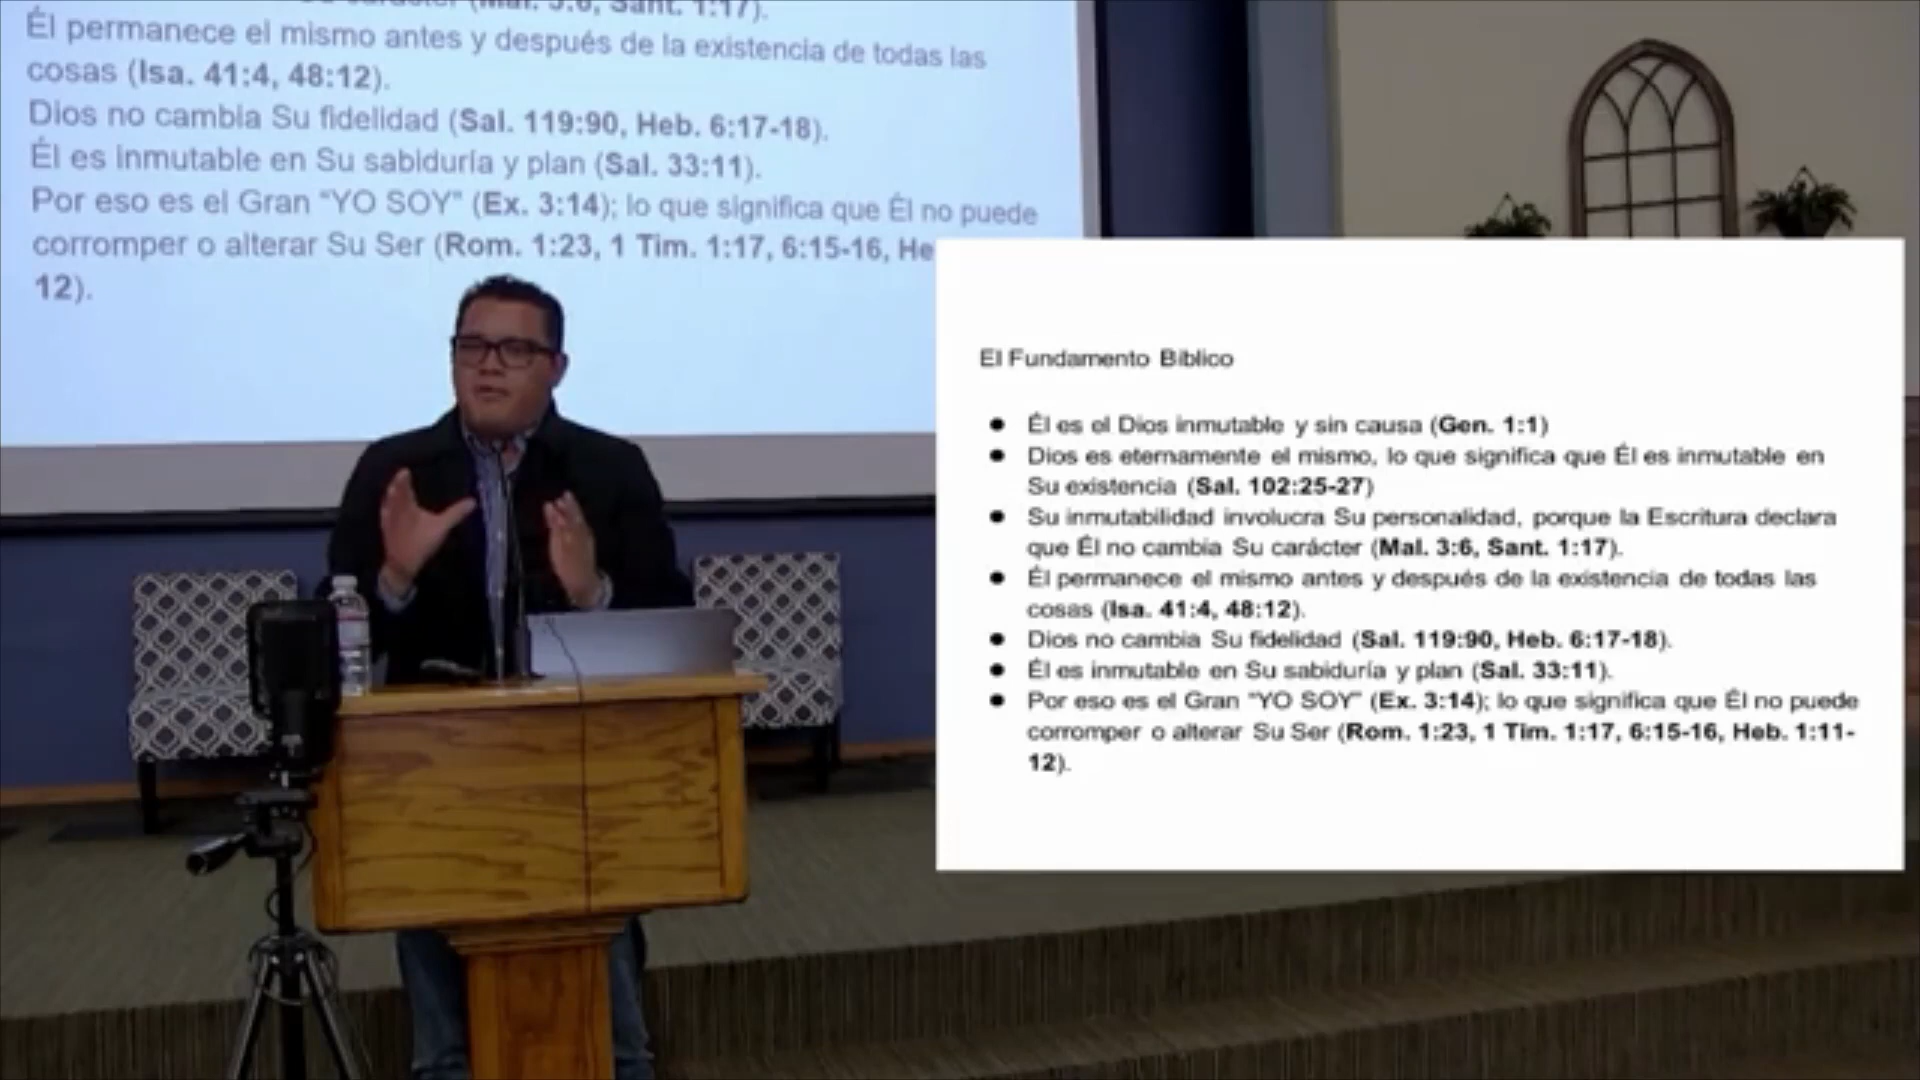 Su carácter (Mal. 3:6, Sant. 1:17).
Él permanece el mismo antes y después de la existencia de todas las
cosas (Isa. 41:4, 48:12).
Dios no cambia Su fidelidad (Sal. 119:90, Heb. 6:17-18).
Él es inmutable en Su sabiduría y plan (Sal. 33:11).
Por eso es el Gran "YO SOY" (Ex. 3:14); lo que significa que Él no puede
corromper o alterar Su Ser (Rom. 1:23, 1 Tim. 1:17, 6:15-16, He
12).
El Fundamento Bíblico
● Él es el Dios inmutable y sin causa (Gen. 1:1)
● Dios es eternamente el mismo, lo que significa que Él es inmutable en
Su existencia (Sal. 102:25-27)
● Su inmutabilidad involucra Su personalidad, porque la Escritura declara
que Él no cambia Su carácter (Mal. 3:6, Sant. 1:17).
● Él permanece el mismo antes y después de la existencia de todas las
cosas (Isa. 41:4, 48:12).
● Dios no cambia Su fidelidad (Sal. 119:90, Heb. 6:17-18).
● Él es inmutable en Su sabiduría y plan (Sal. 33:11).
● Por eso es el Gran "YO SOY" (Ex. 3:14); lo que significa que Él no puede
corromper o alterar Su Ser (Rom. 1:23, 1 Tim. 1:17, 6:15-16, Heb. 1:11-
12).